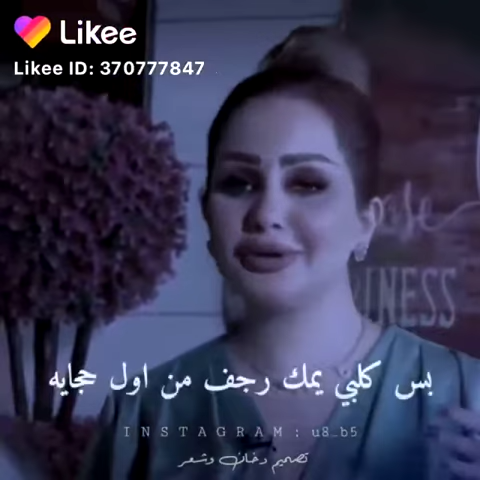 Likee
Likee ID: 370777847
بس كلبي يمك رجف من اول حجايه
INSTAGRAM : u8_b5
تصميم دخان وشعر